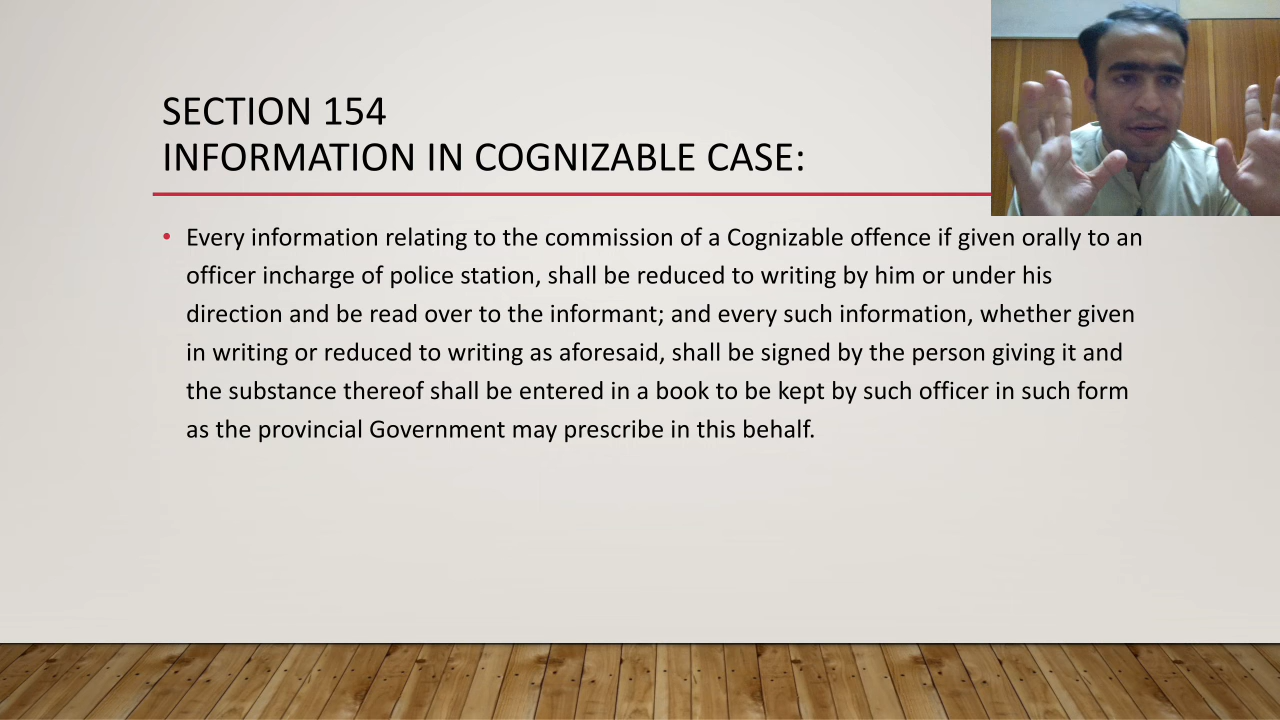 SECTION 154
INFORMATION IN COGNIZABLE CASE:
• Every information relating to the commission of a Cognizable offence if given orally to an
officer incharge of police station, shall be reduced to writing by him or under his
direction and be read over to the informant; and every such information, whether given
in writing or reduced to writing as aforesaid, shall be signed by the person giving it and
the substance thereof shall be entered in a book to be kept by such officer in such form
as the provincial Government may prescribe in this behalf.